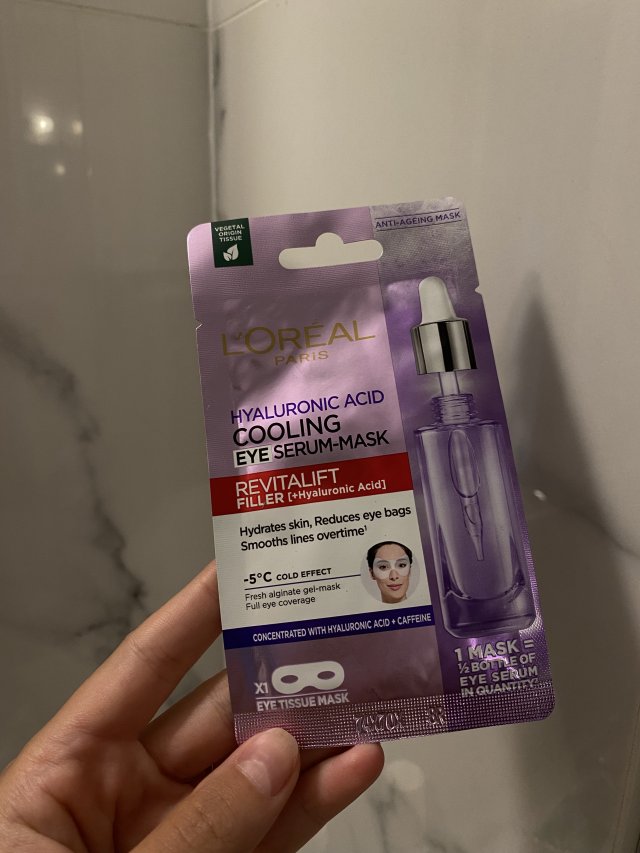 VEGETAL
ORIGIN
TISSUE
ANTI-AGEING MASK
L'ORÉAL
PARIS
HYALURONIC ACID
COOLING
EYE SERUM-MASK
REVITALIFT
FILLER [+Hyaluronic Acid]
Hydrates skin, Reduces eye bags
Smooths lines overtime¹
-5°C COLD EFFECT
Fresh alginate gel-mask
Full eye coverage
CONCENTRATED WITH HYALURONIC ACID + CAFFEINE
X1
EYE TISSUE MASK
1 MASK =
½ BOTTLE OF
EYE SERUM
IN QUANTITY²